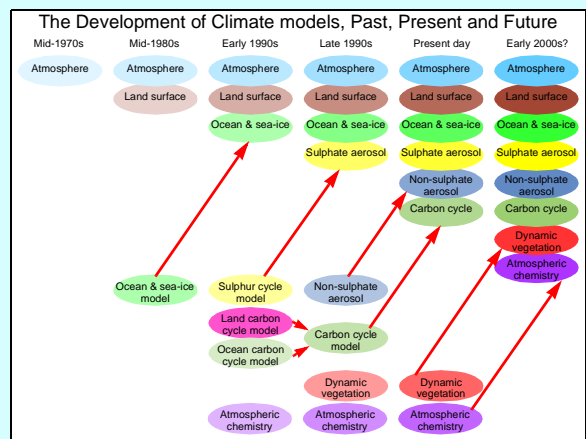 The Development of Climate models, Past, Present and Future
Mid-1970s Mid-1980s Early 1990s Late 1990s Present day Early 2000s?
Atmosphere Atmosphere Atmosphere Atmosphere Atmosphere Atmosphere
Land surface Land surface Land surface Land surface Land surface
Ocean & sea-ice Ocean & sea-ice Ocean & sea-ice Ocean & sea-ice
Sulphate aerosol Sulphate aerosol Sulphate aerosol
Non-sulphate aerosol Non-sulphate aerosol
Carbon cycle Carbon cycle
Dynamic vegetation
Atmospheric chemistry
Ocean & sea-ice model Sulphur cycle model Non-sulphate aerosol
Land carbon cycle model
Carbon cycle model
Ocean carbon cycle model
Dynamic vegetation Dynamic vegetation
Atmospheric chemistry Atmospheric chemistry Atmospheric chemistry